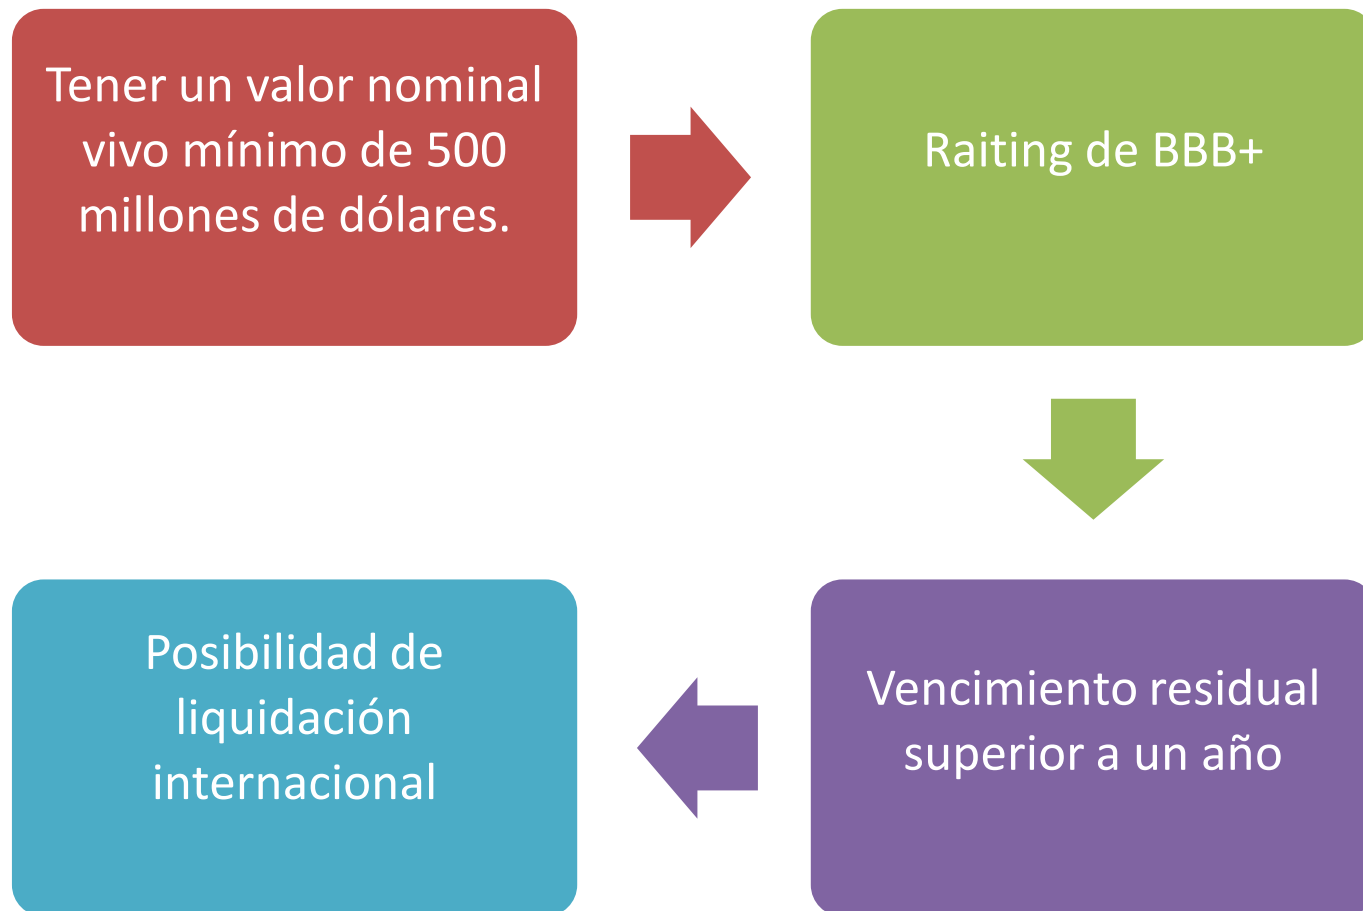 Tener un valor nominal
vivo mínimo de 500
millones de dólares.
Raiting de BBB+
Vencimiento residual
superior a un año
Posibilidad de
liquidación
internacional